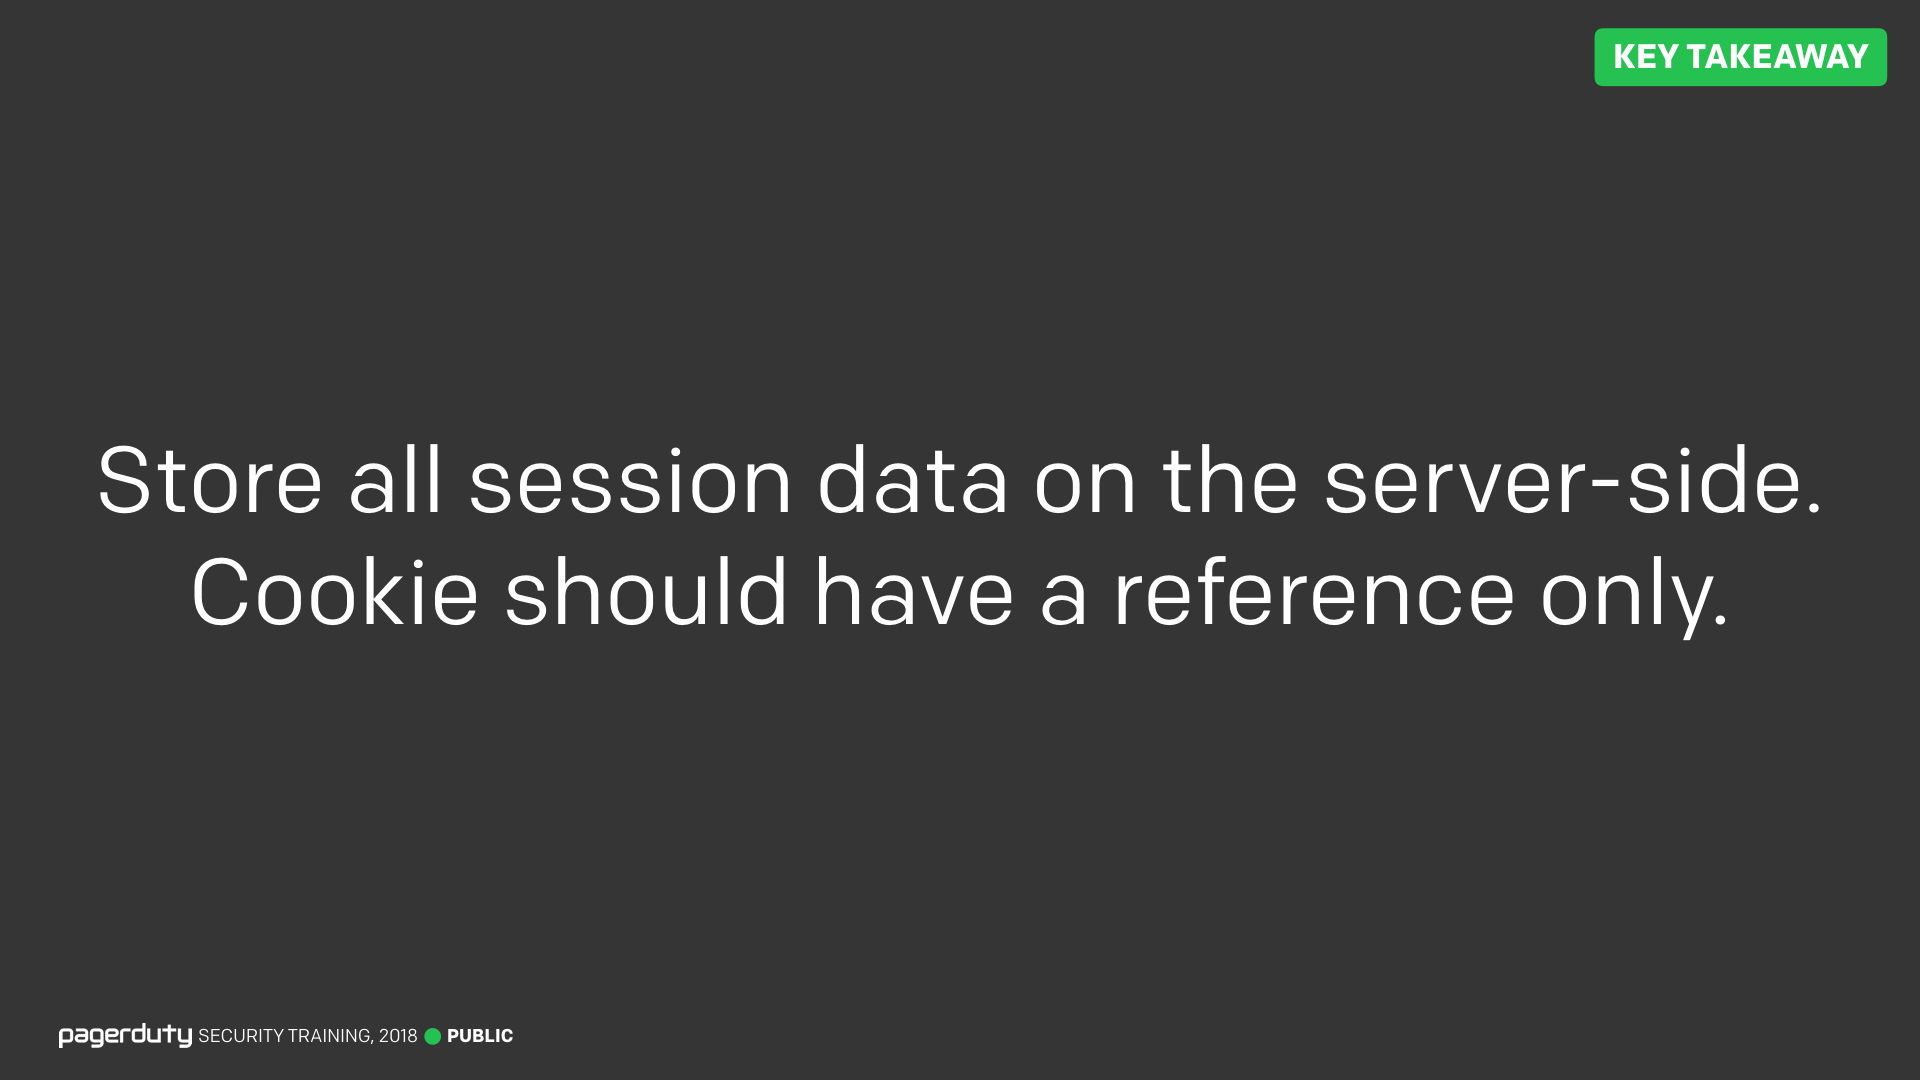 KEY TAKEAWAY
Store all session data on the server-side.
Cookie should have a reference only.
pagerduty SECURITY TRAINING, 2018 PUBLIC